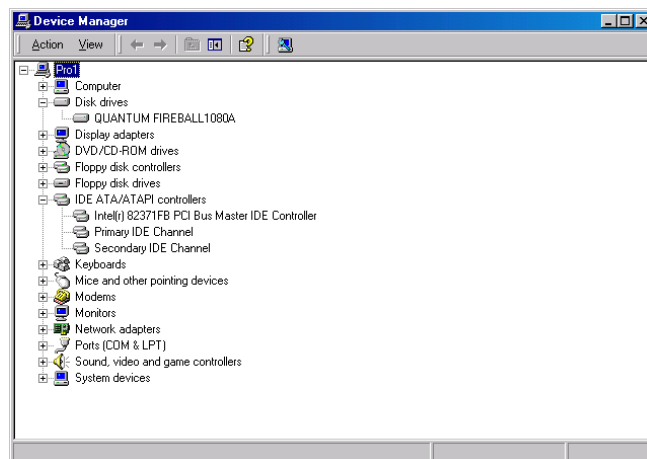 Device Manager
Action View
Pro1
Computer
Disk drives
QUANTUM FIREBALL1080A
Display adapters
DVD/CD-ROM drives
Floppy disk controllers
Floppy disk drives
IDE ATA/ATAPI controllers
Intel(r) 82371FB PCI Bus Master IDE Controller
Primary IDE Channel
Secondary IDE Channel
Keyboards
Mice and other pointing devices
Modems
Monitors
Network adapters
Ports (COM & LPT)
Sound, video and game controllers
System devices